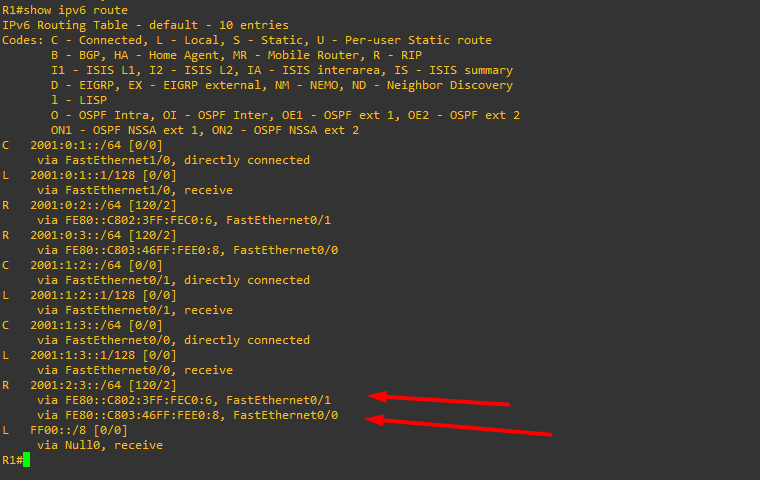 R1#show ipv6 route
IPv6 Routing Table - default - 10 entries
Codes: C - Connected, L - Local, S - Static, U - Per-user Static route
       B - BGP, HA - Home Agent, MR - Mobile Router, R - RIP
       I1 - ISIS L1, I2 - ISIS L2, IA - ISIS interarea, IS - ISIS summary
       D - EIGRP, EX - EIGRP external, NM - NEMO, ND - Neighbor Discovery
       l - LISP
       O - OSPF Intra, OI - OSPF Inter, OE1 - OSPF ext 1, OE2 - OSPF ext 2
       ON1 - OSPF NSSA ext 1, ON2 - OSPF NSSA ext 2
C   2001:0:1::/64 [0/0]
     via FastEthernet1/0, directly connected
L   2001:0:1::1/128 [0/0]
     via FastEthernet1/0, receive
R   2001:0:2::/64 [120/2]
     via FE80::C802:3FF:FEC0:6, FastEthernet0/1
R   2001:0:3::/64 [120/2]
     via FE80::C803:46FF:FEE0:8, FastEthernet0/0
C   2001:1:2::/64 [0/0]
     via FastEthernet0/1, directly connected
L   2001:1:2::1/128 [0/0]
     via FastEthernet0/1, receive
C   2001:1:3::/64 [0/0]
     via FastEthernet0/0, directly connected
L   2001:1:3::1/128 [0/0]
     via FastEthernet0/0, receive
R   2001:2:3::/64 [120/2]
     via FE80::C802:3FF:FEC0:6, FastEthernet0/1
     via FE80::C803:46FF:FEE0:8, FastEthernet0/0
L   FF00::/8 [0/0]
     via Null0, receive
R1#